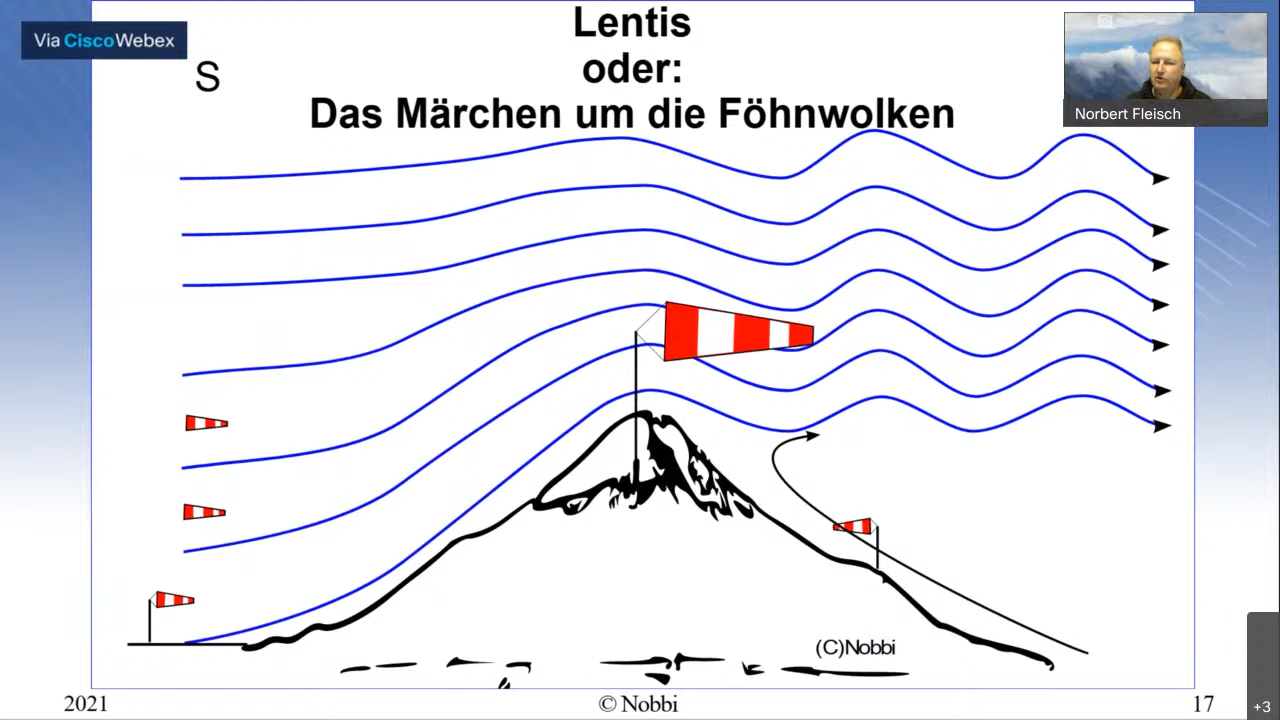 Via CiscoWebex
Lentis
oder:
Das Märchen um die Föhnwolken
S
Norbert Fleisch
(C)Nobbi
2021
© Nobbi
17
+3